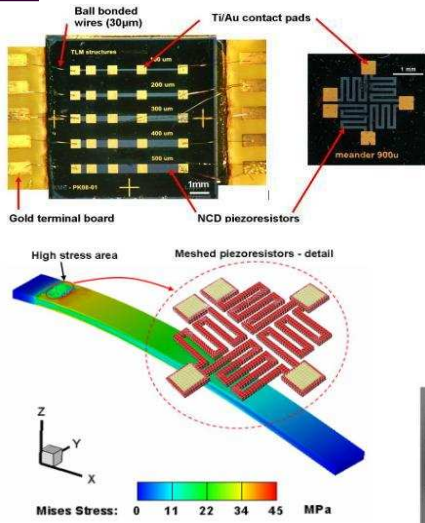 Ball bonded
wires (30µm)
Ti/Au contact pads
TLM structures
100 um
200 um
300 um
400 um
500 um
1mm
Gold terminal board
NCD piezoresistors
1 mm
meander 900u
High stress area
Meshed piezoresistors - detail
Z
Y
X
Mises Stress: 0 11 22 34 45 MPa